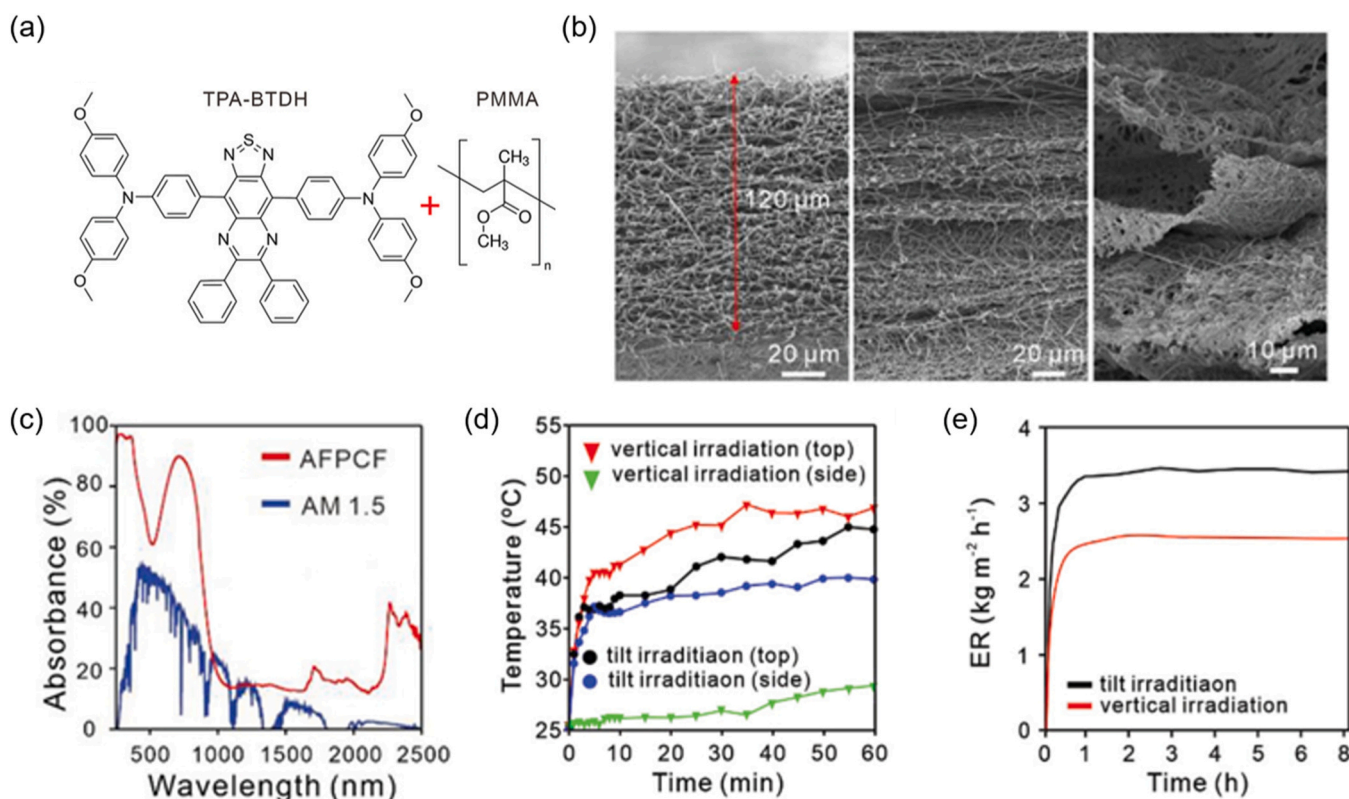 (a)
TPA-BTDH
PMMA
O
O
S
N
N
N
N
N
N
O
O
+
CH3
O
O
CH3
n
(b)
120 μm
20 μm
20 μm
10 μm
(c)
100
80
60
40
20
0
AFPCF
AM 1.5
Absorbance (%)
500
1000
1500
2000
2500
Wavelength (nm)
(d)
55
50
45
40
35
30
25
vertical irradiation (top)
vertical irradiation (side)
tilt irraditiaon (top)
tilt irraditiaon (side)
Temperature (ºC)
0
10
20
30
40
50
60
Time (min)
(e)
4
3
2
1
0
ER (kg m⁻² h⁻¹)
tilt irraditiaon
vertical irradiation
0
1
2
3
4
5
6
7
8
Time (h)